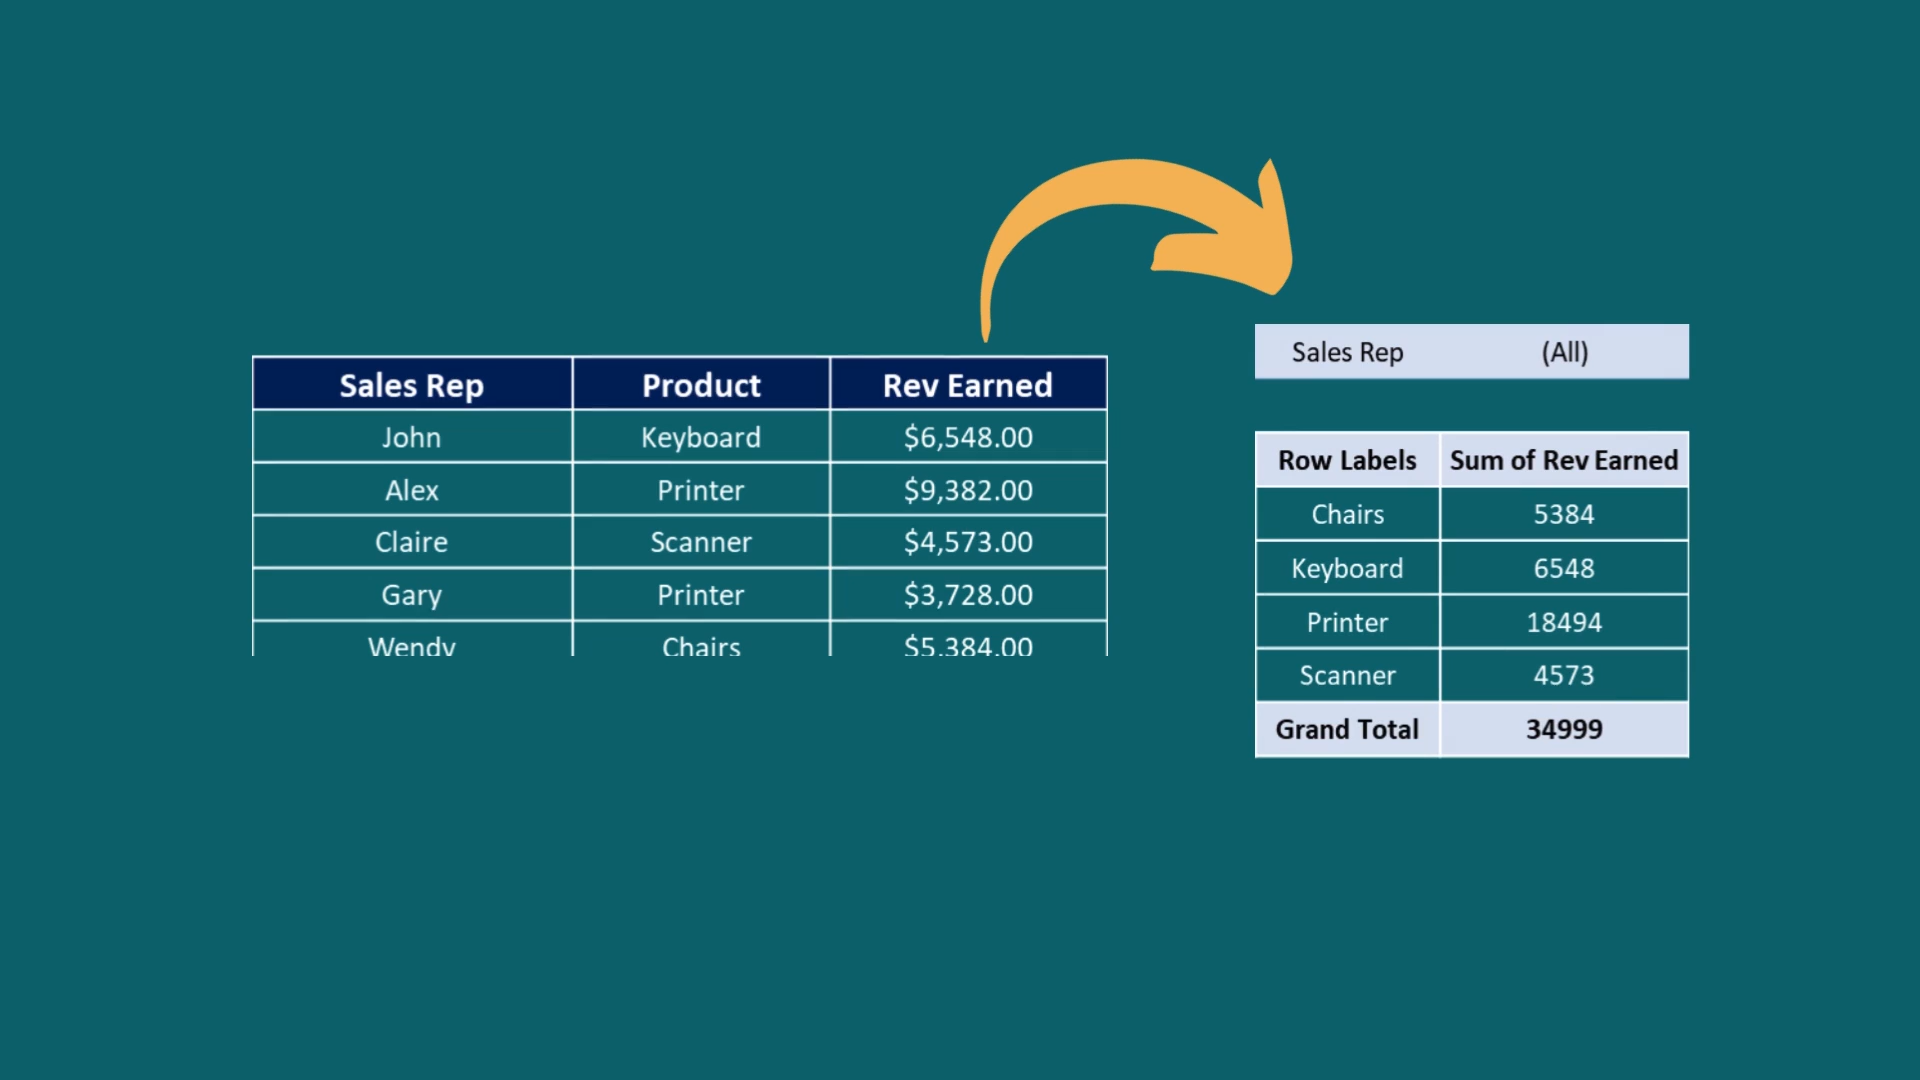 Sales Rep Product Rev Earned
John Keyboard $6,548.00
Alex Printer $9,382.00
Claire Scanner $4,573.00
Gary Printer $3,728.00
Wendy Chairs $5,384.00
Sales Rep (All)
Row Labels Sum of Rev Earned
Chairs 5384
Keyboard 6548
Printer 18494
Scanner 4573
Grand Total 34999